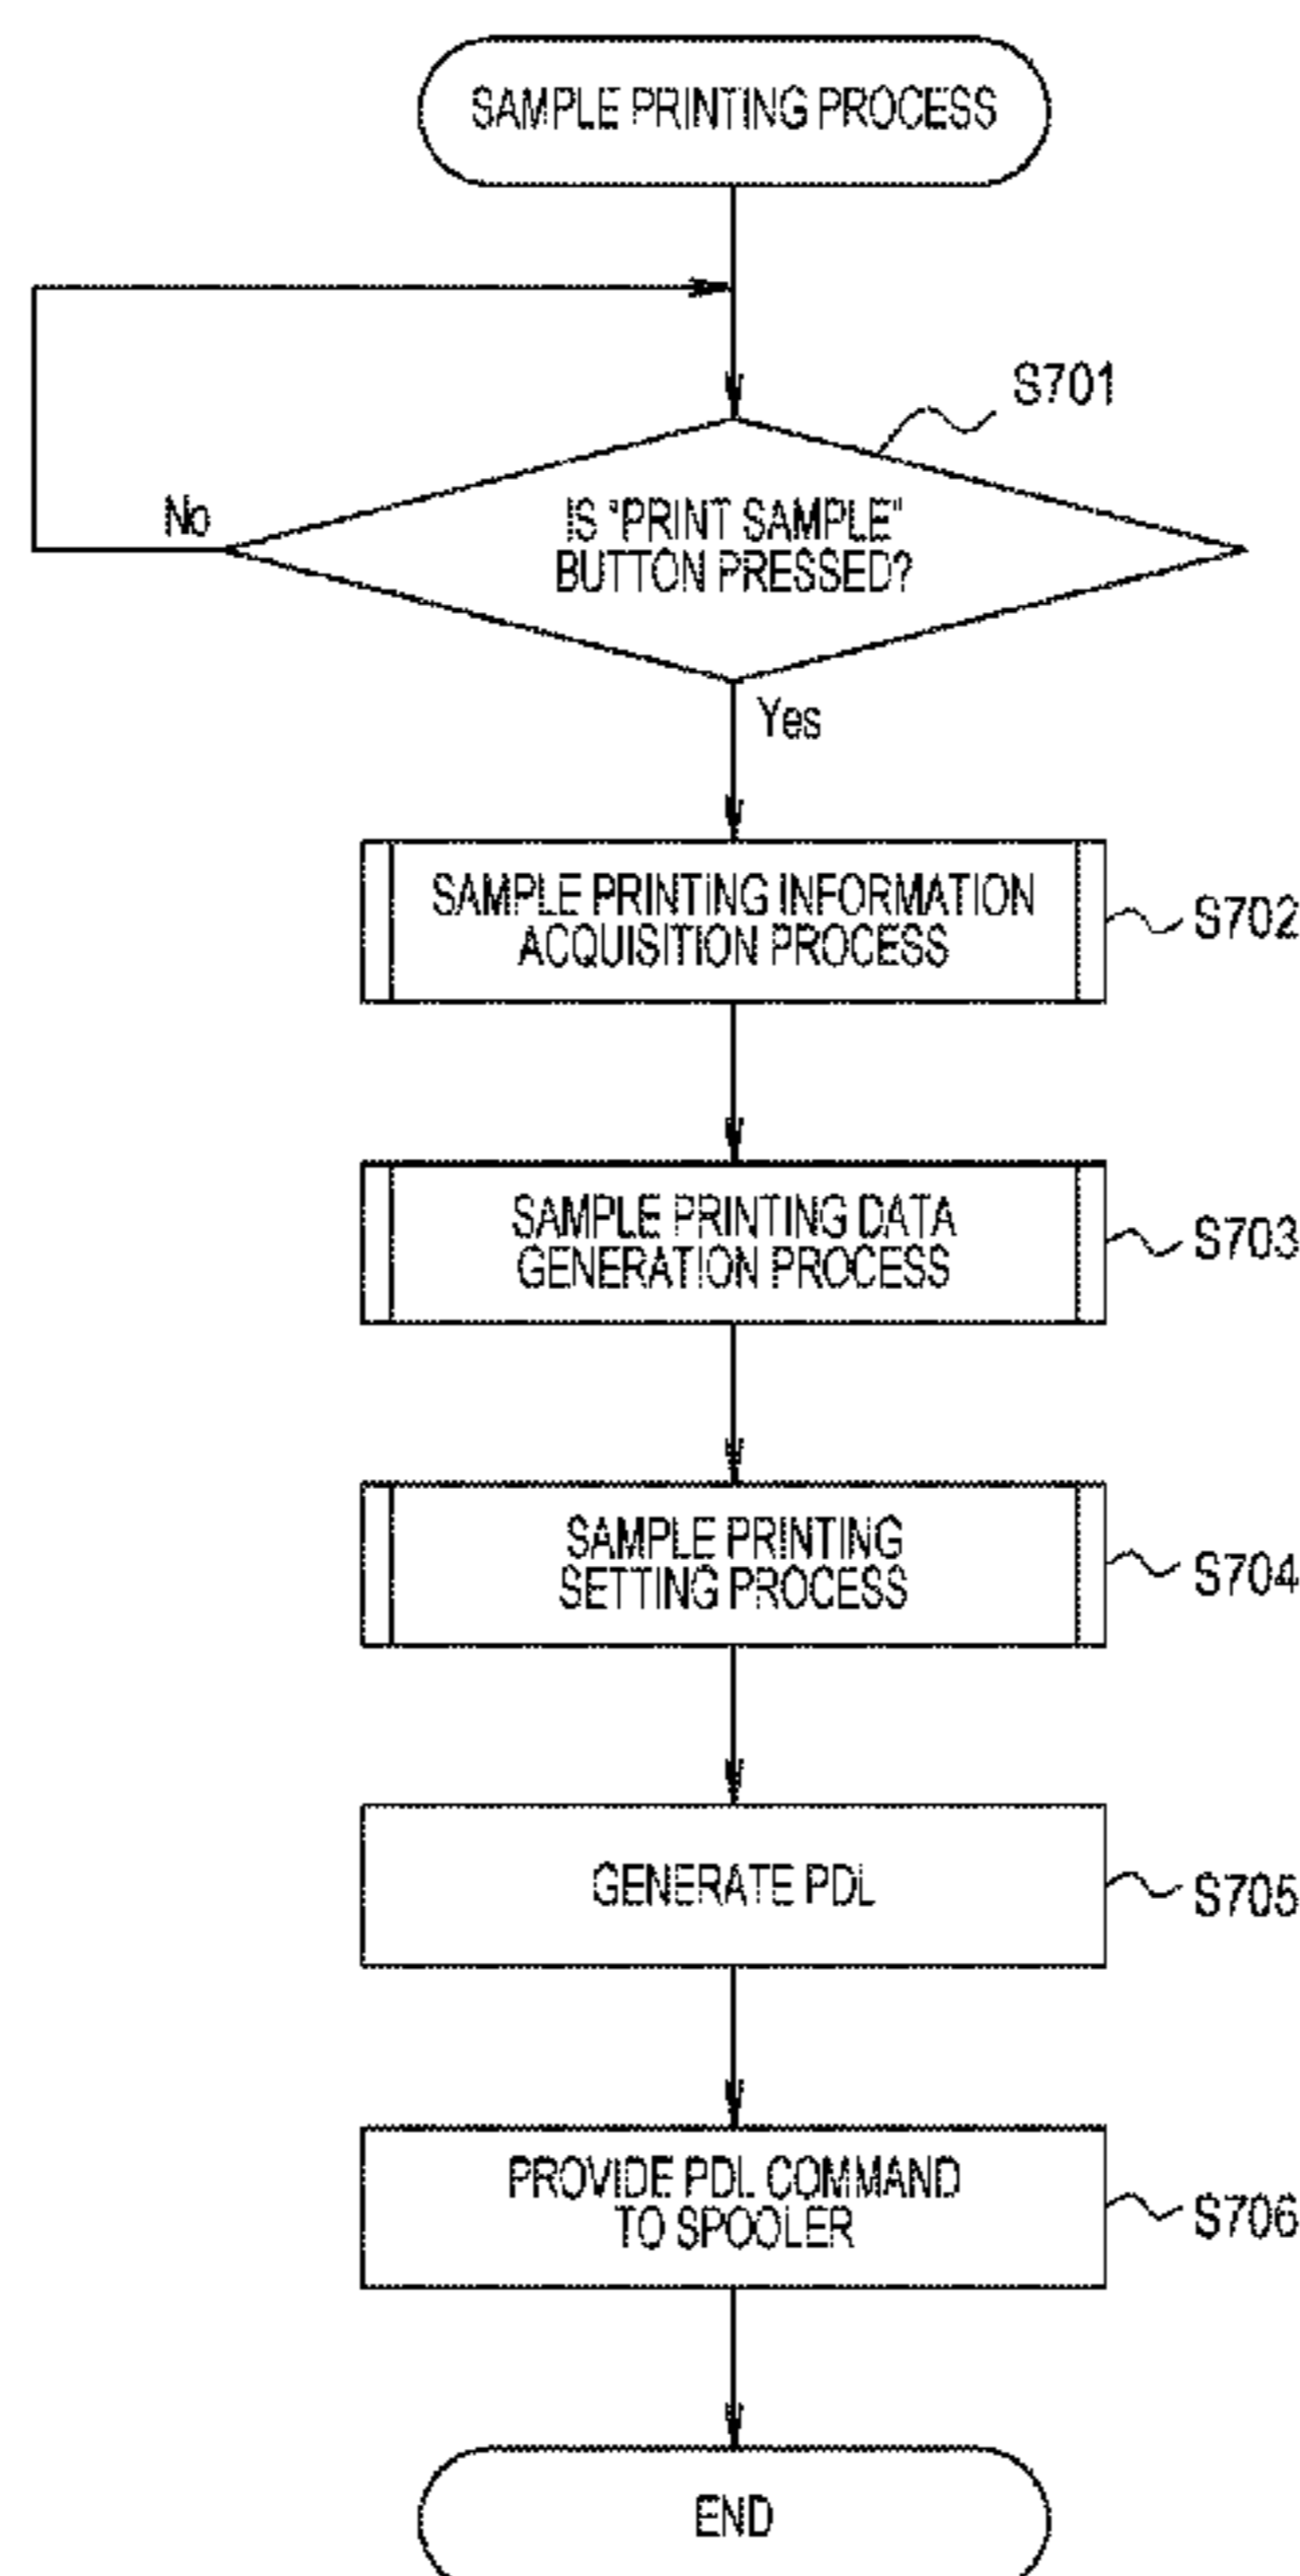 SAMPLE PRINTING PROCESS
S701
No
IS "PRINT SAMPLE"
BUTTON PRESSED?
Yes
SAMPLE PRINTING INFORMATION
ACQUISITION PROCESS
S702
SAMPLE PRINTING DATA
GENERATION PROCESS
S703
SAMPLE PRINTING
SETTING PROCESS
S704
GENERATE PDL
S705
PROVIDE PDL COMMAND
TO SPOOLER
S706
END